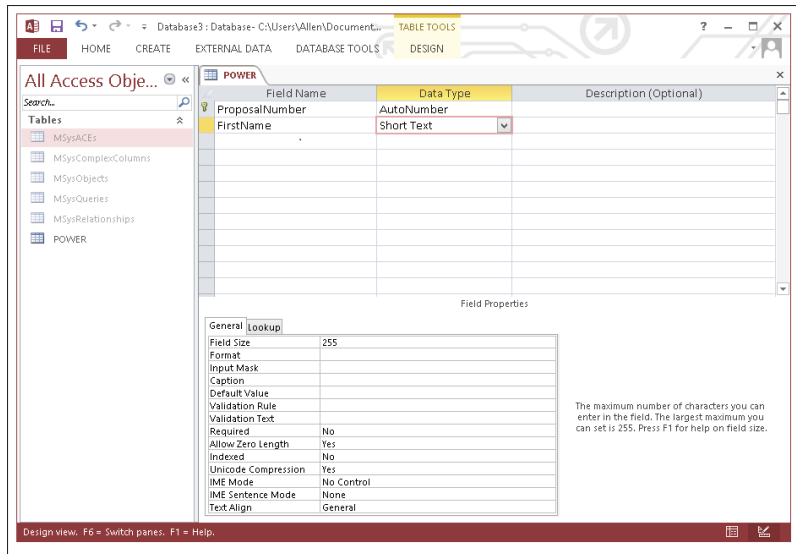 Database3 : Database- C:\Users\Allen\Document...
TABLE TOOLS
FILE HOME CREATE EXTERNAL DATA DATABASE TOOLS DESIGN
All Access Obje...
Search...
Tables
MSysACEs
MSysComplexColumns
MSysObjects
MSysQueries
MSysRelationships
POWER
POWER
Field Name Data Type Description (Optional)
ProposalNumber AutoNumber
FirstName Short Text
Field Properties
General Lookup
Field Size 255
Format
Input Mask
Caption
Default Value
Validation Rule
Validation Text
Required No
Allow Zero Length Yes
Indexed No
Unicode Compression Yes
IME Mode No Control
IME Sentence Mode None
Text Align General
The maximum number of characters you can
enter in the field. The largest maximum you
can set is 255. Press F1 for help on field size.
Design view. F6 = Switch panes. F1 = Help.